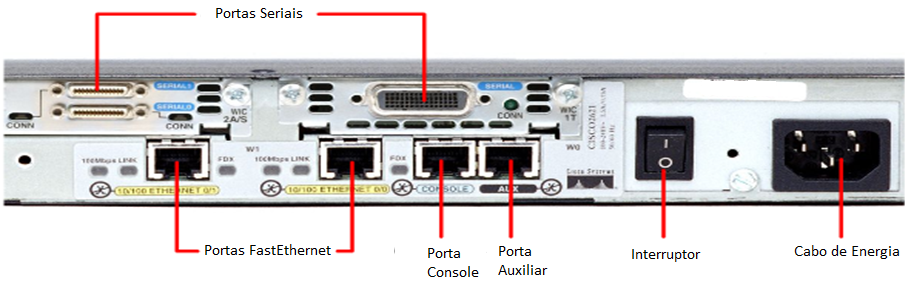 Portas Seriais
SERIAL 1
SERIAL
SERIAL0
CONN
CONN
WIC
2A/S
CONN
WIC
1T
CISCO2621
W1
W0
100Mbps LINK
FDX
100Mbps LINK
FDX
10/100 ETHERNET 0/1
10/100 ETHERNET 0/0
CONSOLE
AUX
Cisco Systems
I
O
Portas FastEthernet
Porta
Console
Porta
Auxiliar
Interruptor
Cabo de Energia